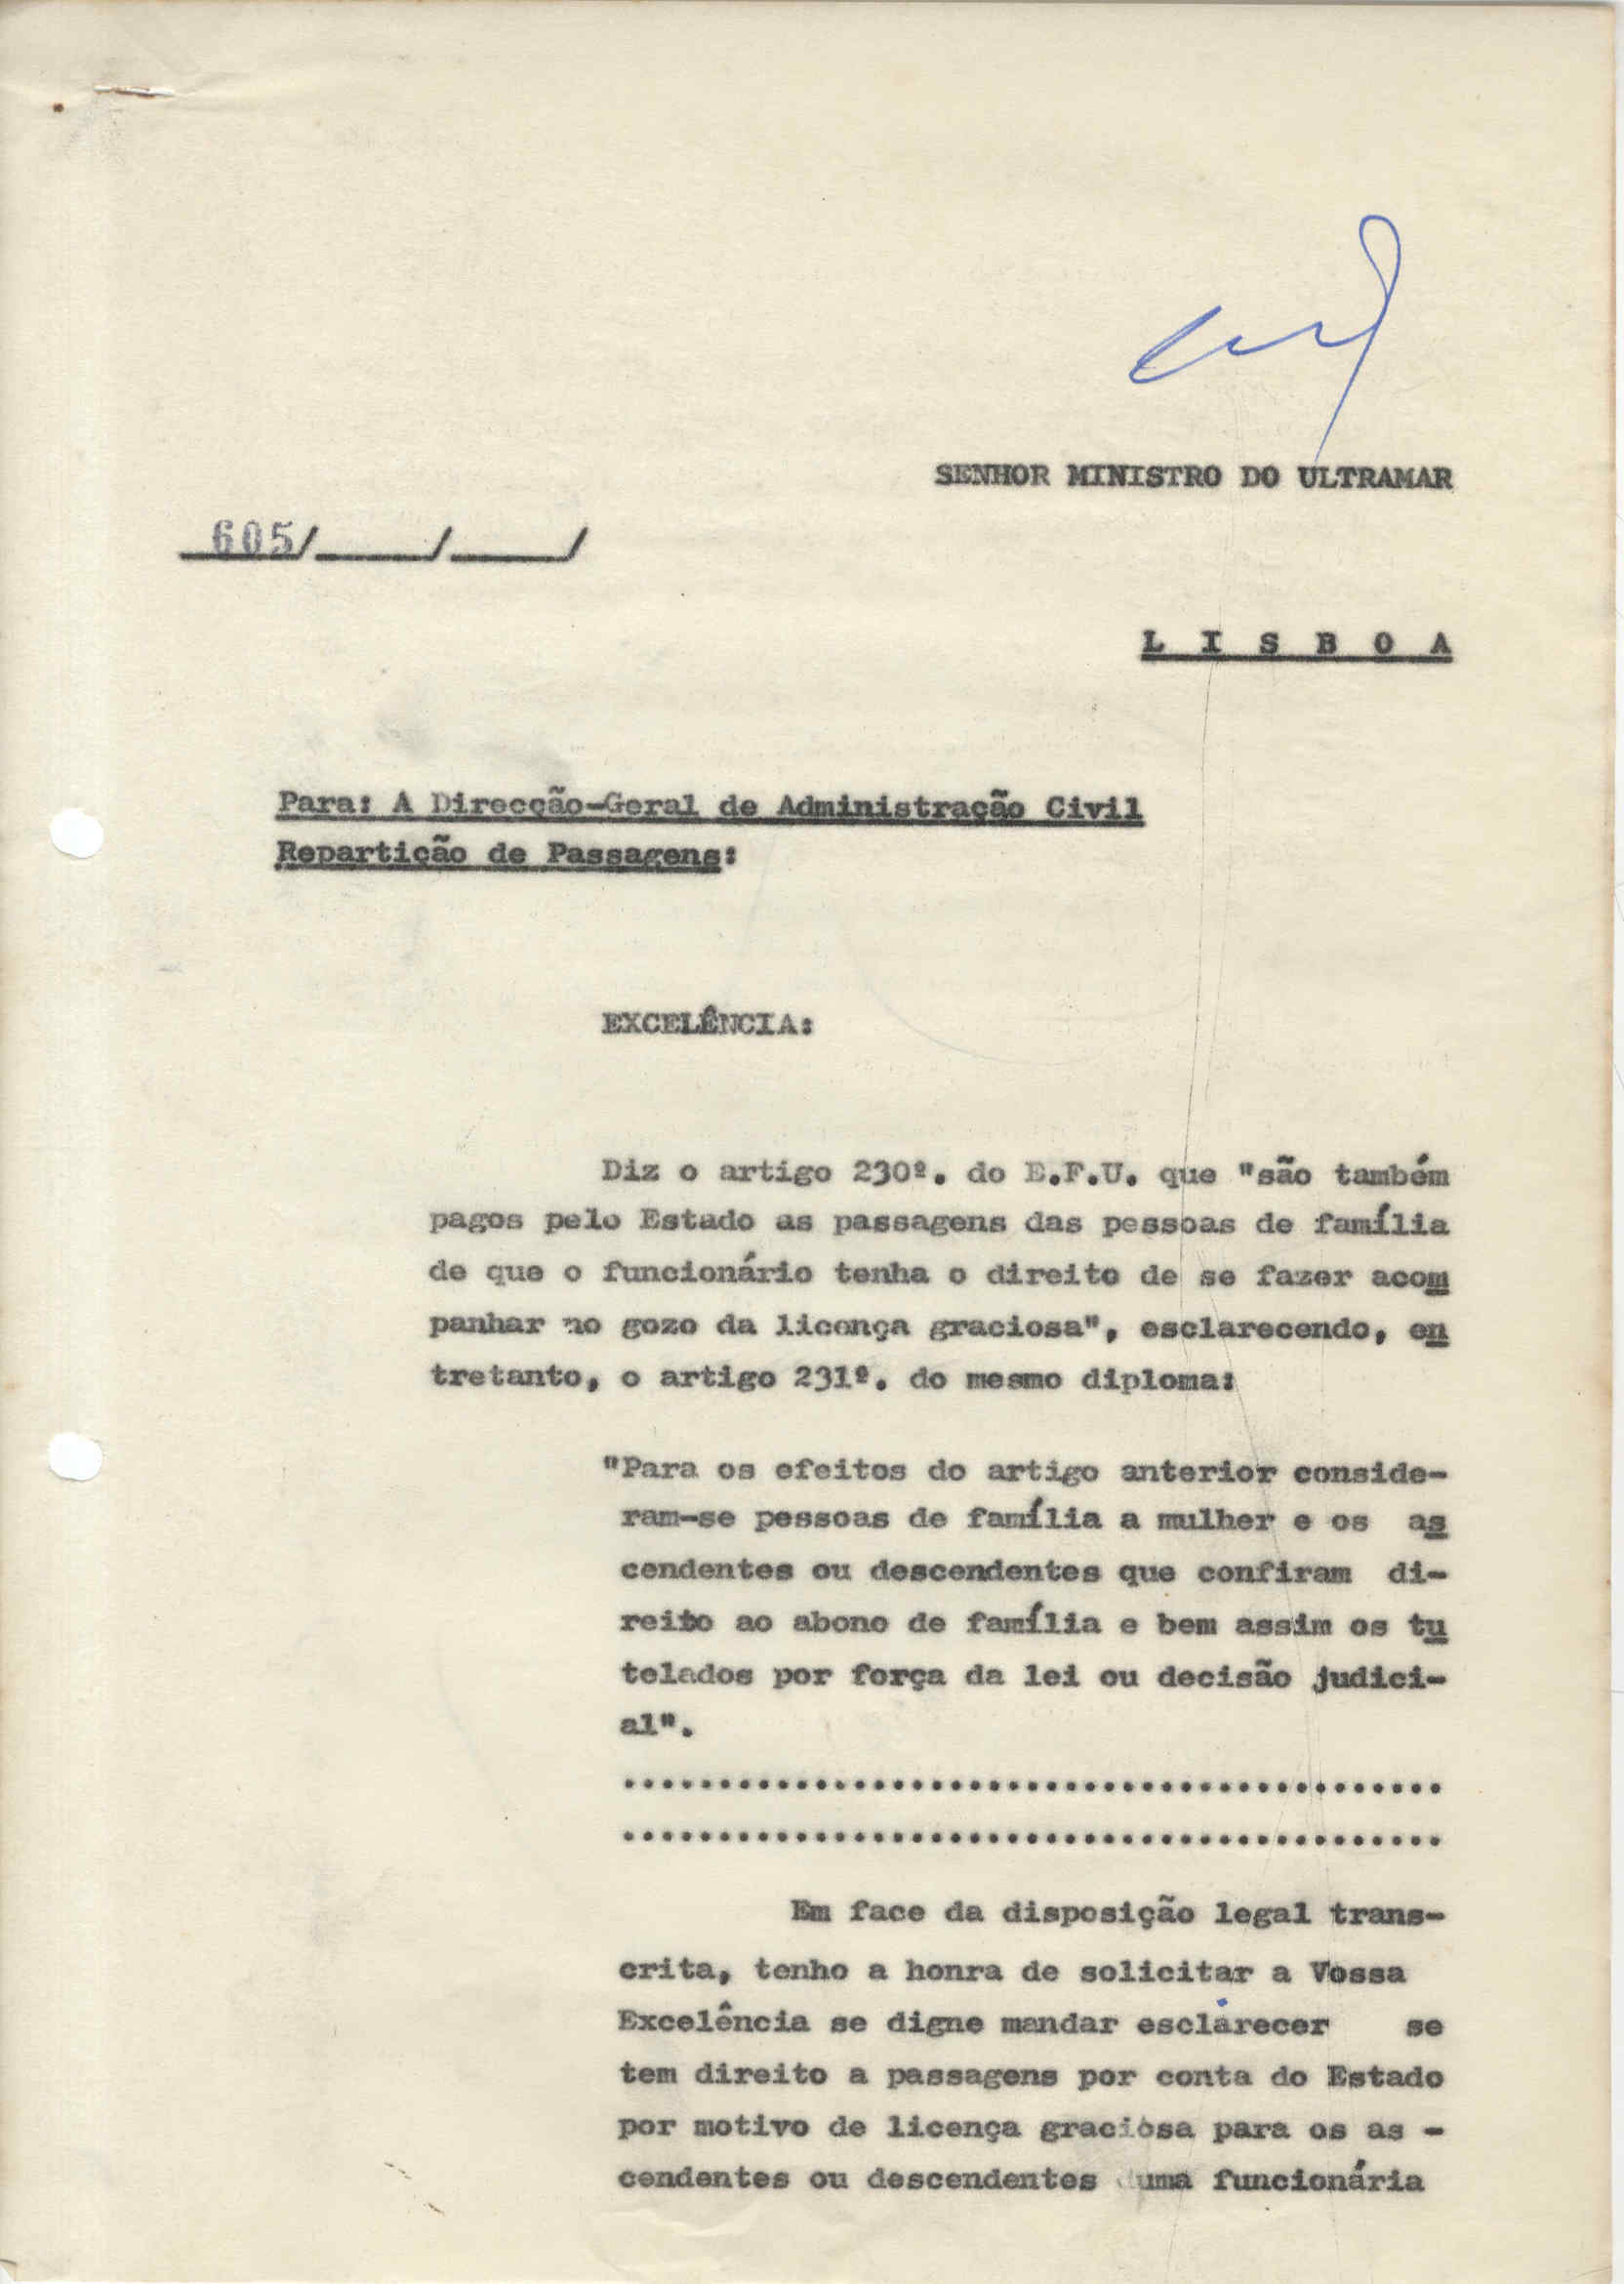 SENHOR MINISTRO DO ULTRAMAR
605/____/____/
L I S B O A
Para: A Direcção-Geral de Administração Civil
Repartição de Passagens:
EXCELÊNCIA:
Diz o artigo 230º. do E.F.U. que "são também
pagos pelo Estado as passagens das pessoas de família
de que o funcionário tenha o direito de se fazer acom
panhar no gozo da licença graciosa", esclarecendo, en
tretanto, o artigo 231º. do mesmo diploma:
"Para os efeitos do artigo anterior conside-
ram-se pessoas de família a mulher e os as
cendentes ou descendentes que confiram di-
reito ao abono de família e bem assim os tu
telados por força da lei ou decisão judici-
al".
...........................................
...........................................
Em face da disposição legal trans-
crita, tenho a honra de solicitar a Vossa
Excelência se digne mandar esclarecer se
tem direito a passagens por conta do Estado
por motivo de licença graciosa para os as -
cendentes ou descendentes duma funcionária